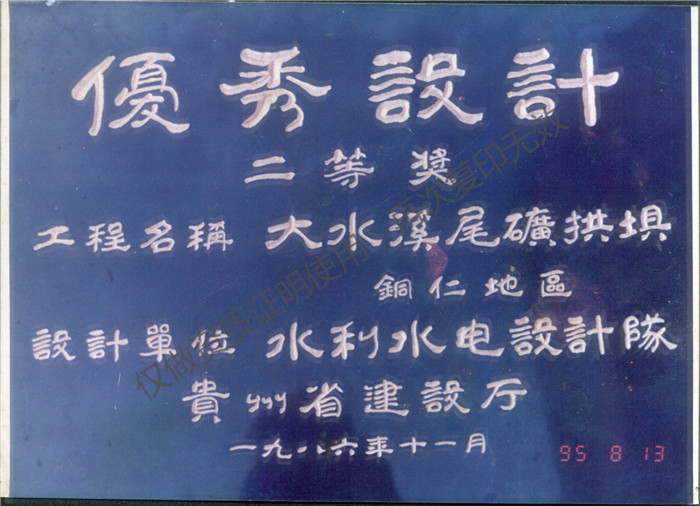 優秀設計
二等獎
工程名稱 大水溪尾礦拱埧
銅仁地區
設計單位 水利水电設計隊
貴州省建設厅
一九八六年十一月
95 8 13